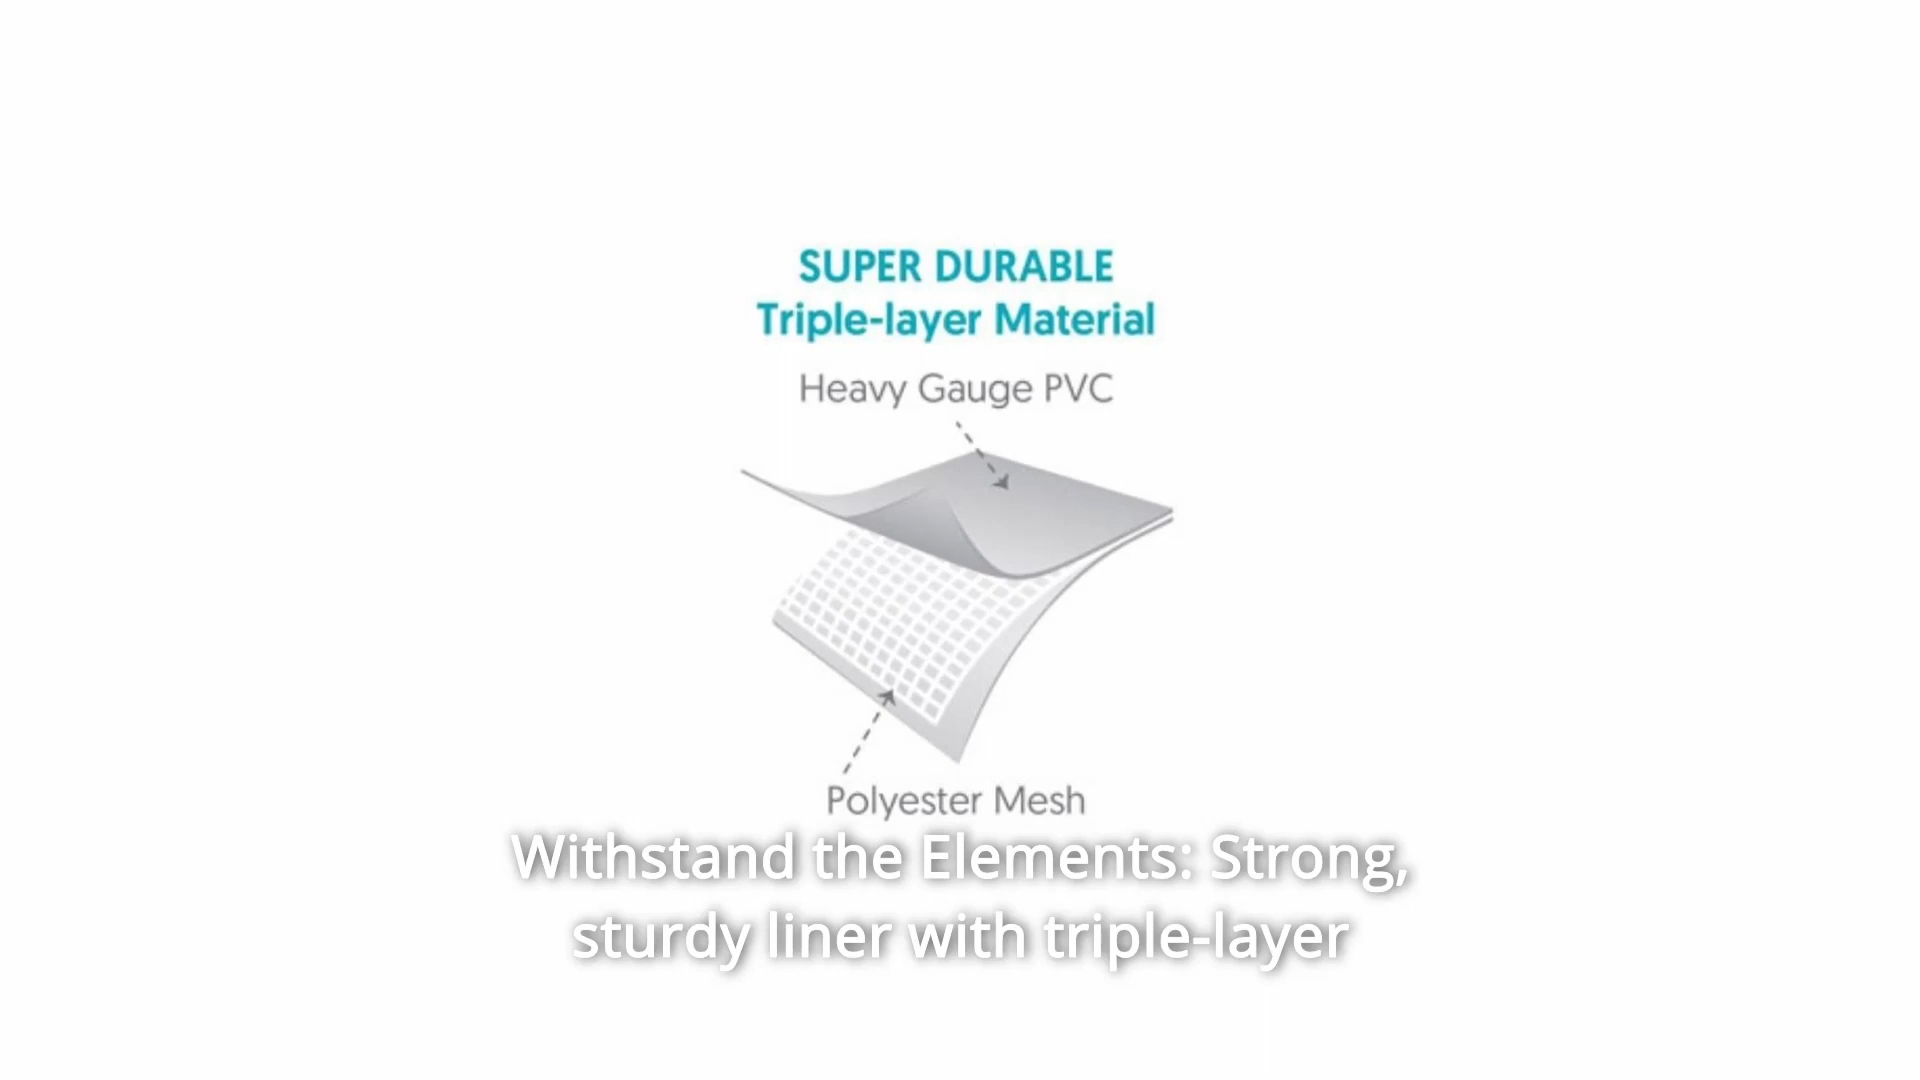 SUPER DURABLE
Triple-layer Material
Heavy Gauge PVC
Polyester Mesh
Withstand the Elements: Strong,
sturdy liner with triple-layer